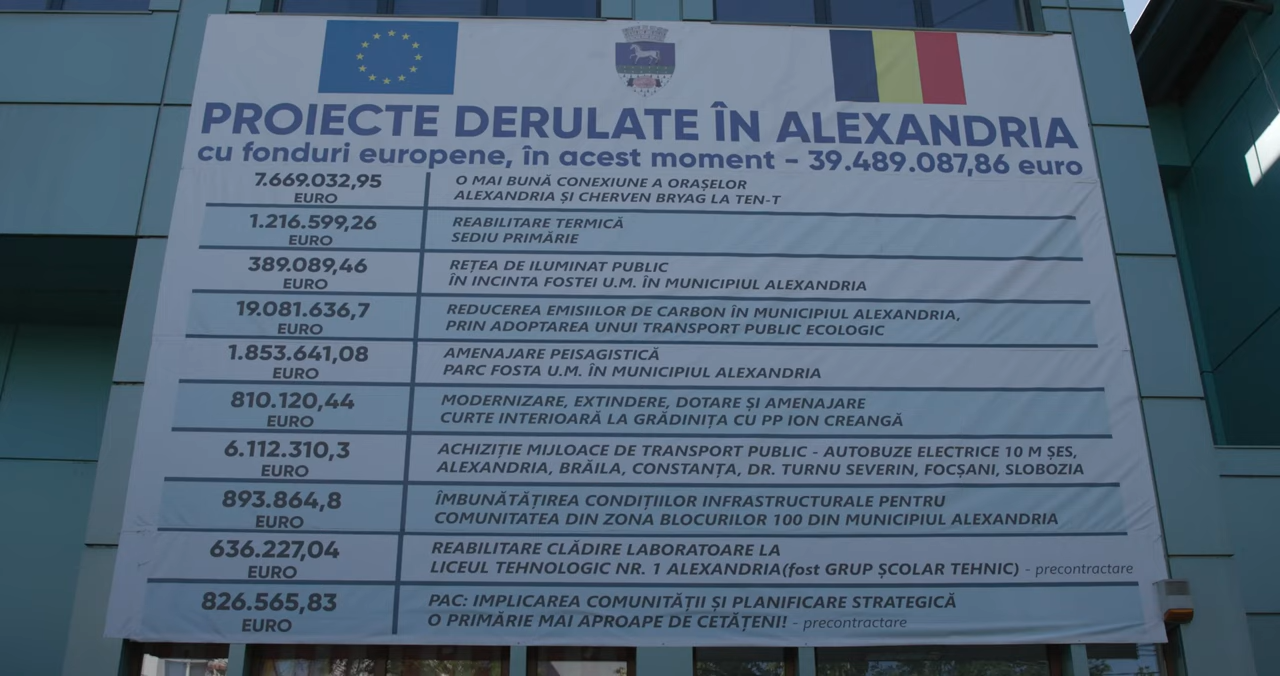 PROIECTE DERULATE ÎN ALEXANDRIA
cu fonduri europene, în acest moment - 39.489.087,86 euro
7.669.032,95
EURO
O MAI BUNĂ CONEXIUNE A ORAȘELOR
ALEXANDRIA ȘI CHERVEN BRYAG LA TEN-T
1.216.599,26
EURO
REABILITARE TERMICĂ
SEDIU PRIMĂRIE
389.089,46
EURO
REȚEA DE ILUMINAT PUBLIC
ÎN INCINTA FOSTEI U.M. ÎN MUNICIPIUL ALEXANDRIA
19.081.636,7
EURO
REDUCEREA EMISIILOR DE CARBON ÎN MUNICIPIUL ALEXANDRIA,
PRIN ADOPTAREA UNUI TRANSPORT PUBLIC ECOLOGIC
1.853.641,08
EURO
AMENAJARE PEISAGISTICĂ
PARC FOSTA U.M. ÎN MUNICIPIUL ALEXANDRIA
810.120,44
EURO
MODERNIZARE, EXTINDERE, DOTARE ȘI AMENAJARE
CURTE INTERIOARĂ LA GRĂDINIȚA CU PP ION CREANGĂ
6.112.310,3
EURO
ACHIZIȚIE MIJLOACE DE TRANSPORT PUBLIC - AUTOBUZE ELECTRICE 10 M ȘES,
ALEXANDRIA, BRĂILA, CONSTANȚA, DR. TURNU SEVERIN, FOCȘANI, SLOBOZIA
893.864,8
EURO
ÎMBUNĂTĂȚIREA CONDIȚIILOR INFRASTRUCTURALE PENTRU
COMUNITATEA DIN ZONA BLOCURILOR 100 DIN MUNICIPIUL ALEXANDRIA
636.227,04
EURO
REABILITARE CLĂDIRE LABORATOARE LA
LICEUL TEHNOLOGIC NR. 1 ALEXANDRIA(fost GRUP ȘCOLAR TEHNIC) - precontractare
826.565,83
EURO
PAC: IMPLICAREA COMUNITĂȚII ȘI PLANIFICARE STRATEGICĂ
O PRIMĂRIE MAI APROAPE DE CETĂȚENI! - precontractare